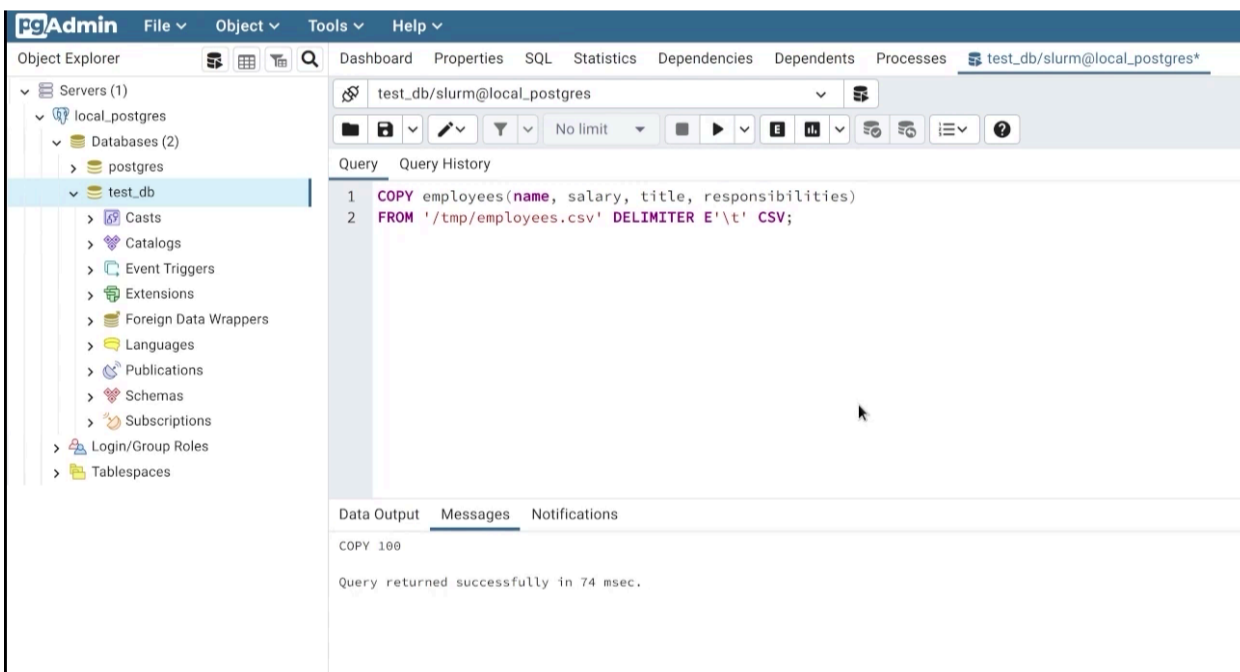 pgAdmin File Object Tools Help
Object Explorer
Dashboard Properties SQL Statistics Dependencies Dependents Processes test_db/slurm@local_postgres*
Servers (1)
local_postgres
Databases (2)
postgres
test_db
Casts
Catalogs
Event Triggers
Extensions
Foreign Data Wrappers
Languages
Publications
Schemas
Subscriptions
Login/Group Roles
Tablespaces
test_db/slurm@local_postgres
No limit
E
Query Query History
1 COPY employees(name, salary, title, responsibilities)
2 FROM '/tmp/employees.csv' DELIMITER E'\t' CSV;
Data Output Messages Notifications
COPY 100
Query returned successfully in 74 msec.